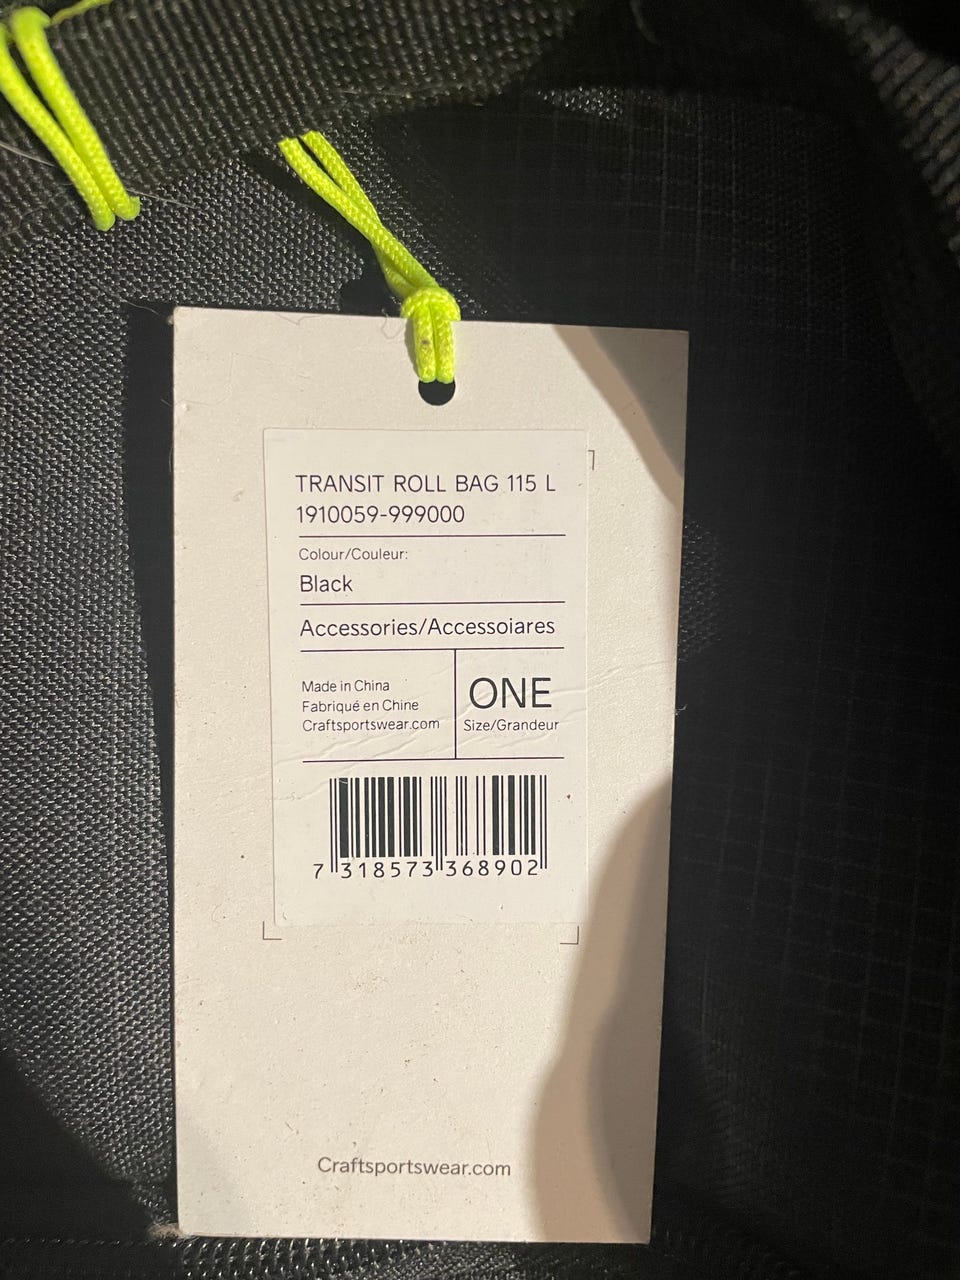 TRANSIT ROLL BAG 115 L
1910059-999000
Colour/Couleur:
Black
Accessories/Accessoiares
Made in China
Fabriqué en Chine
Craftsportswear.com
ONE
Size/Grandeur
7 318573 368902
Craftsportswear.com